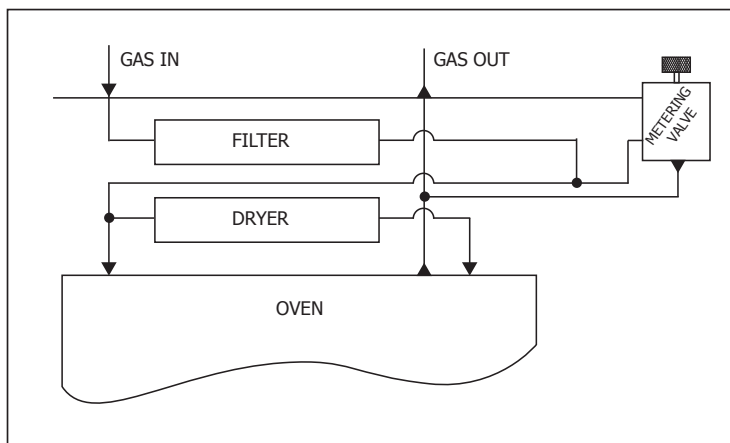 GAS IN
GAS OUT
METERING
VALVE
FILTER
DRYER
OVEN